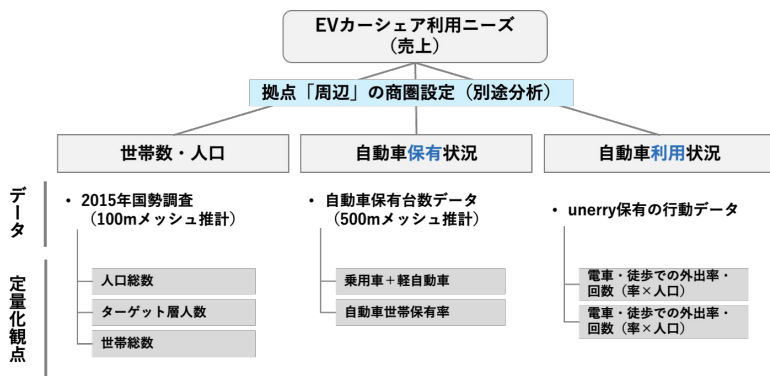 EVカーシェア利用ニーズ
（売上）
拠点「周辺」の商圏設定（別途分析）
世帯数・人口
自動車保有状況
自動車利用状況
データ
• 2015年国勢調査
（100mメッシュ推計）
• 自動車保有台数データ
（500mメッシュ推計）
• unerry保有の行動データ
定量化観点
人口総数
ターゲット層人数
世帯総数
乗用車＋軽自動車
自動車世帯保有率
電車・徒歩での外出率・
回数（率×人口）
電車・徒歩での外出率・
回数（率×人口）